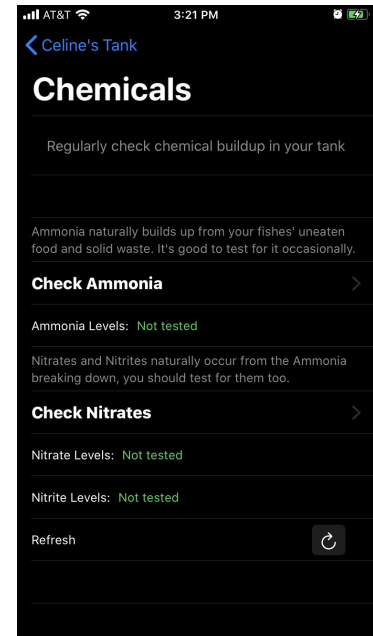 AT&T 3:21 PM
Celine's Tank
Chemicals
Regularly check chemical buildup in your tank
Ammonia naturally builds up from your fishes' uneaten
food and solid waste. It's good to test for it occasionally.
Check Ammonia
Ammonia Levels: Not tested
Nitrates and Nitrites naturally occur from the Ammonia
breaking down, you should test for them too.
Check Nitrates
Nitrate Levels: Not tested
Nitrite Levels: Not tested
Refresh